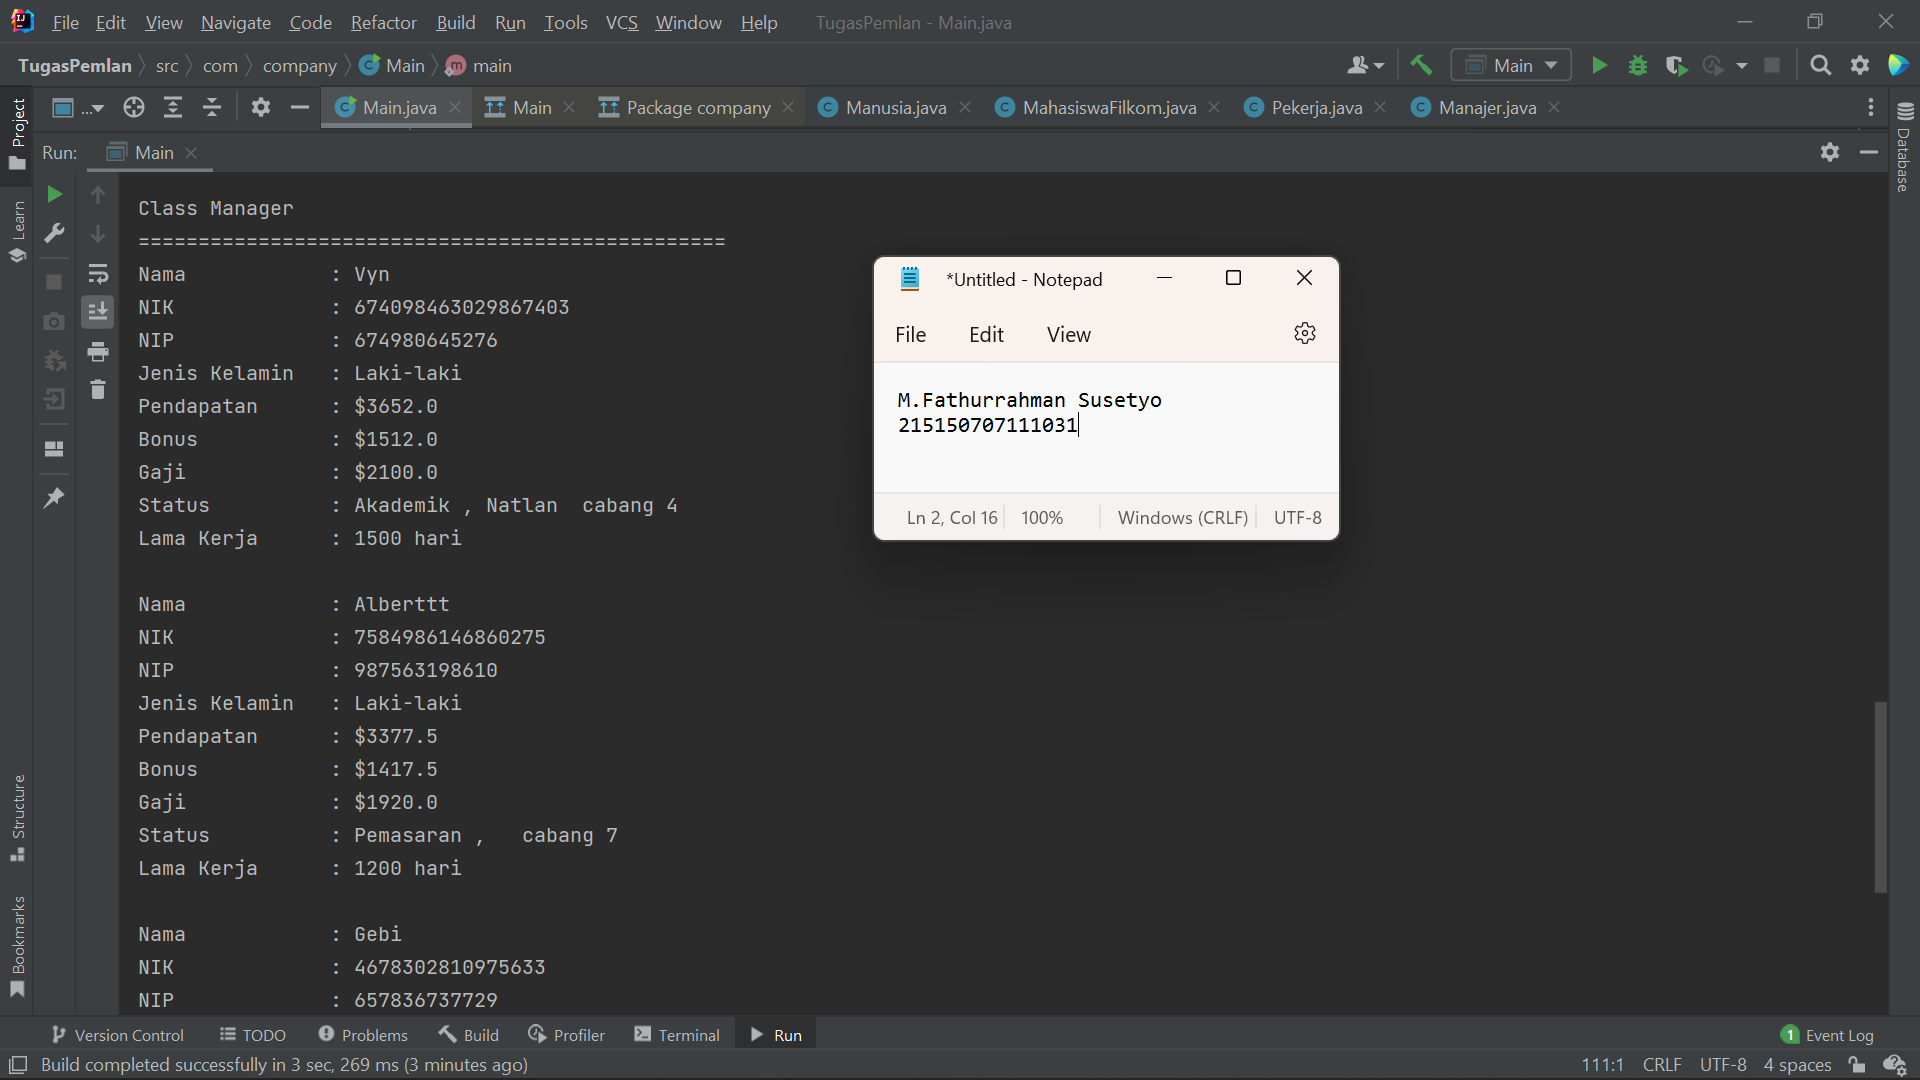 File Edit View Navigate Code Refactor Build Run Tools VCS Window Help TugasPemlan - Main.java
TugasPemlan src com company Main main
Main
Main.java Main Package company Manusia.java MahasiswaFilkom.java Pekerja.java Manajer.java
Project
Learn
Structure
Bookmarks
Database
Run: Main
Class Manager
=================================================
Nama : Vyn
NIK : 674098463029867403
NIP : 674980645276
Jenis Kelamin : Laki-laki
Pendapatan : $3652.0
Bonus : $1512.0
Gaji : $2100.0
Status : Akademik , Natlan  cabang 4
Lama Kerja : 1500 hari
Nama : Alberttt
NIK : 7584986146860275
NIP : 987563198610
Jenis Kelamin : Laki-laki
Pendapatan : $3377.5
Bonus : $1417.5
Gaji : $1920.0
Status : Pemasaran ,   cabang 7
Lama Kerja : 1200 hari
Nama : Gebi
NIK : 4678302810975633
NIP : 657836737729
*Untitled - Notepad
File Edit View
M.Fathurrahman Susetyo
215150707111031
Ln 2, Col 16 100% Windows (CRLF) UTF-8
Version Control TODO Problems Build Profiler Terminal Run 1 Event Log
Build completed successfully in 3 sec, 269 ms (3 minutes ago) 111:1 CRLF UTF-8 4 spaces